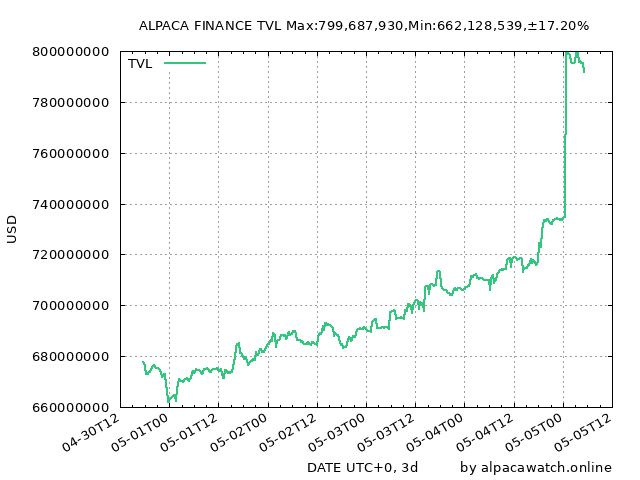 ALPACA FINANCE TVL Max:799,687,930,Min:662,128,539,±17.20%
TVL
800000000
780000000
760000000
740000000
720000000
700000000
680000000
660000000
USD
04-30T12
05-01T00
05-01T12
05-02T00
05-02T12
05-03T00
05-03T12
05-04T00
05-04T12
05-05T00
05-05T12
DATE UTC+0, 3d
by alpacawatch.online